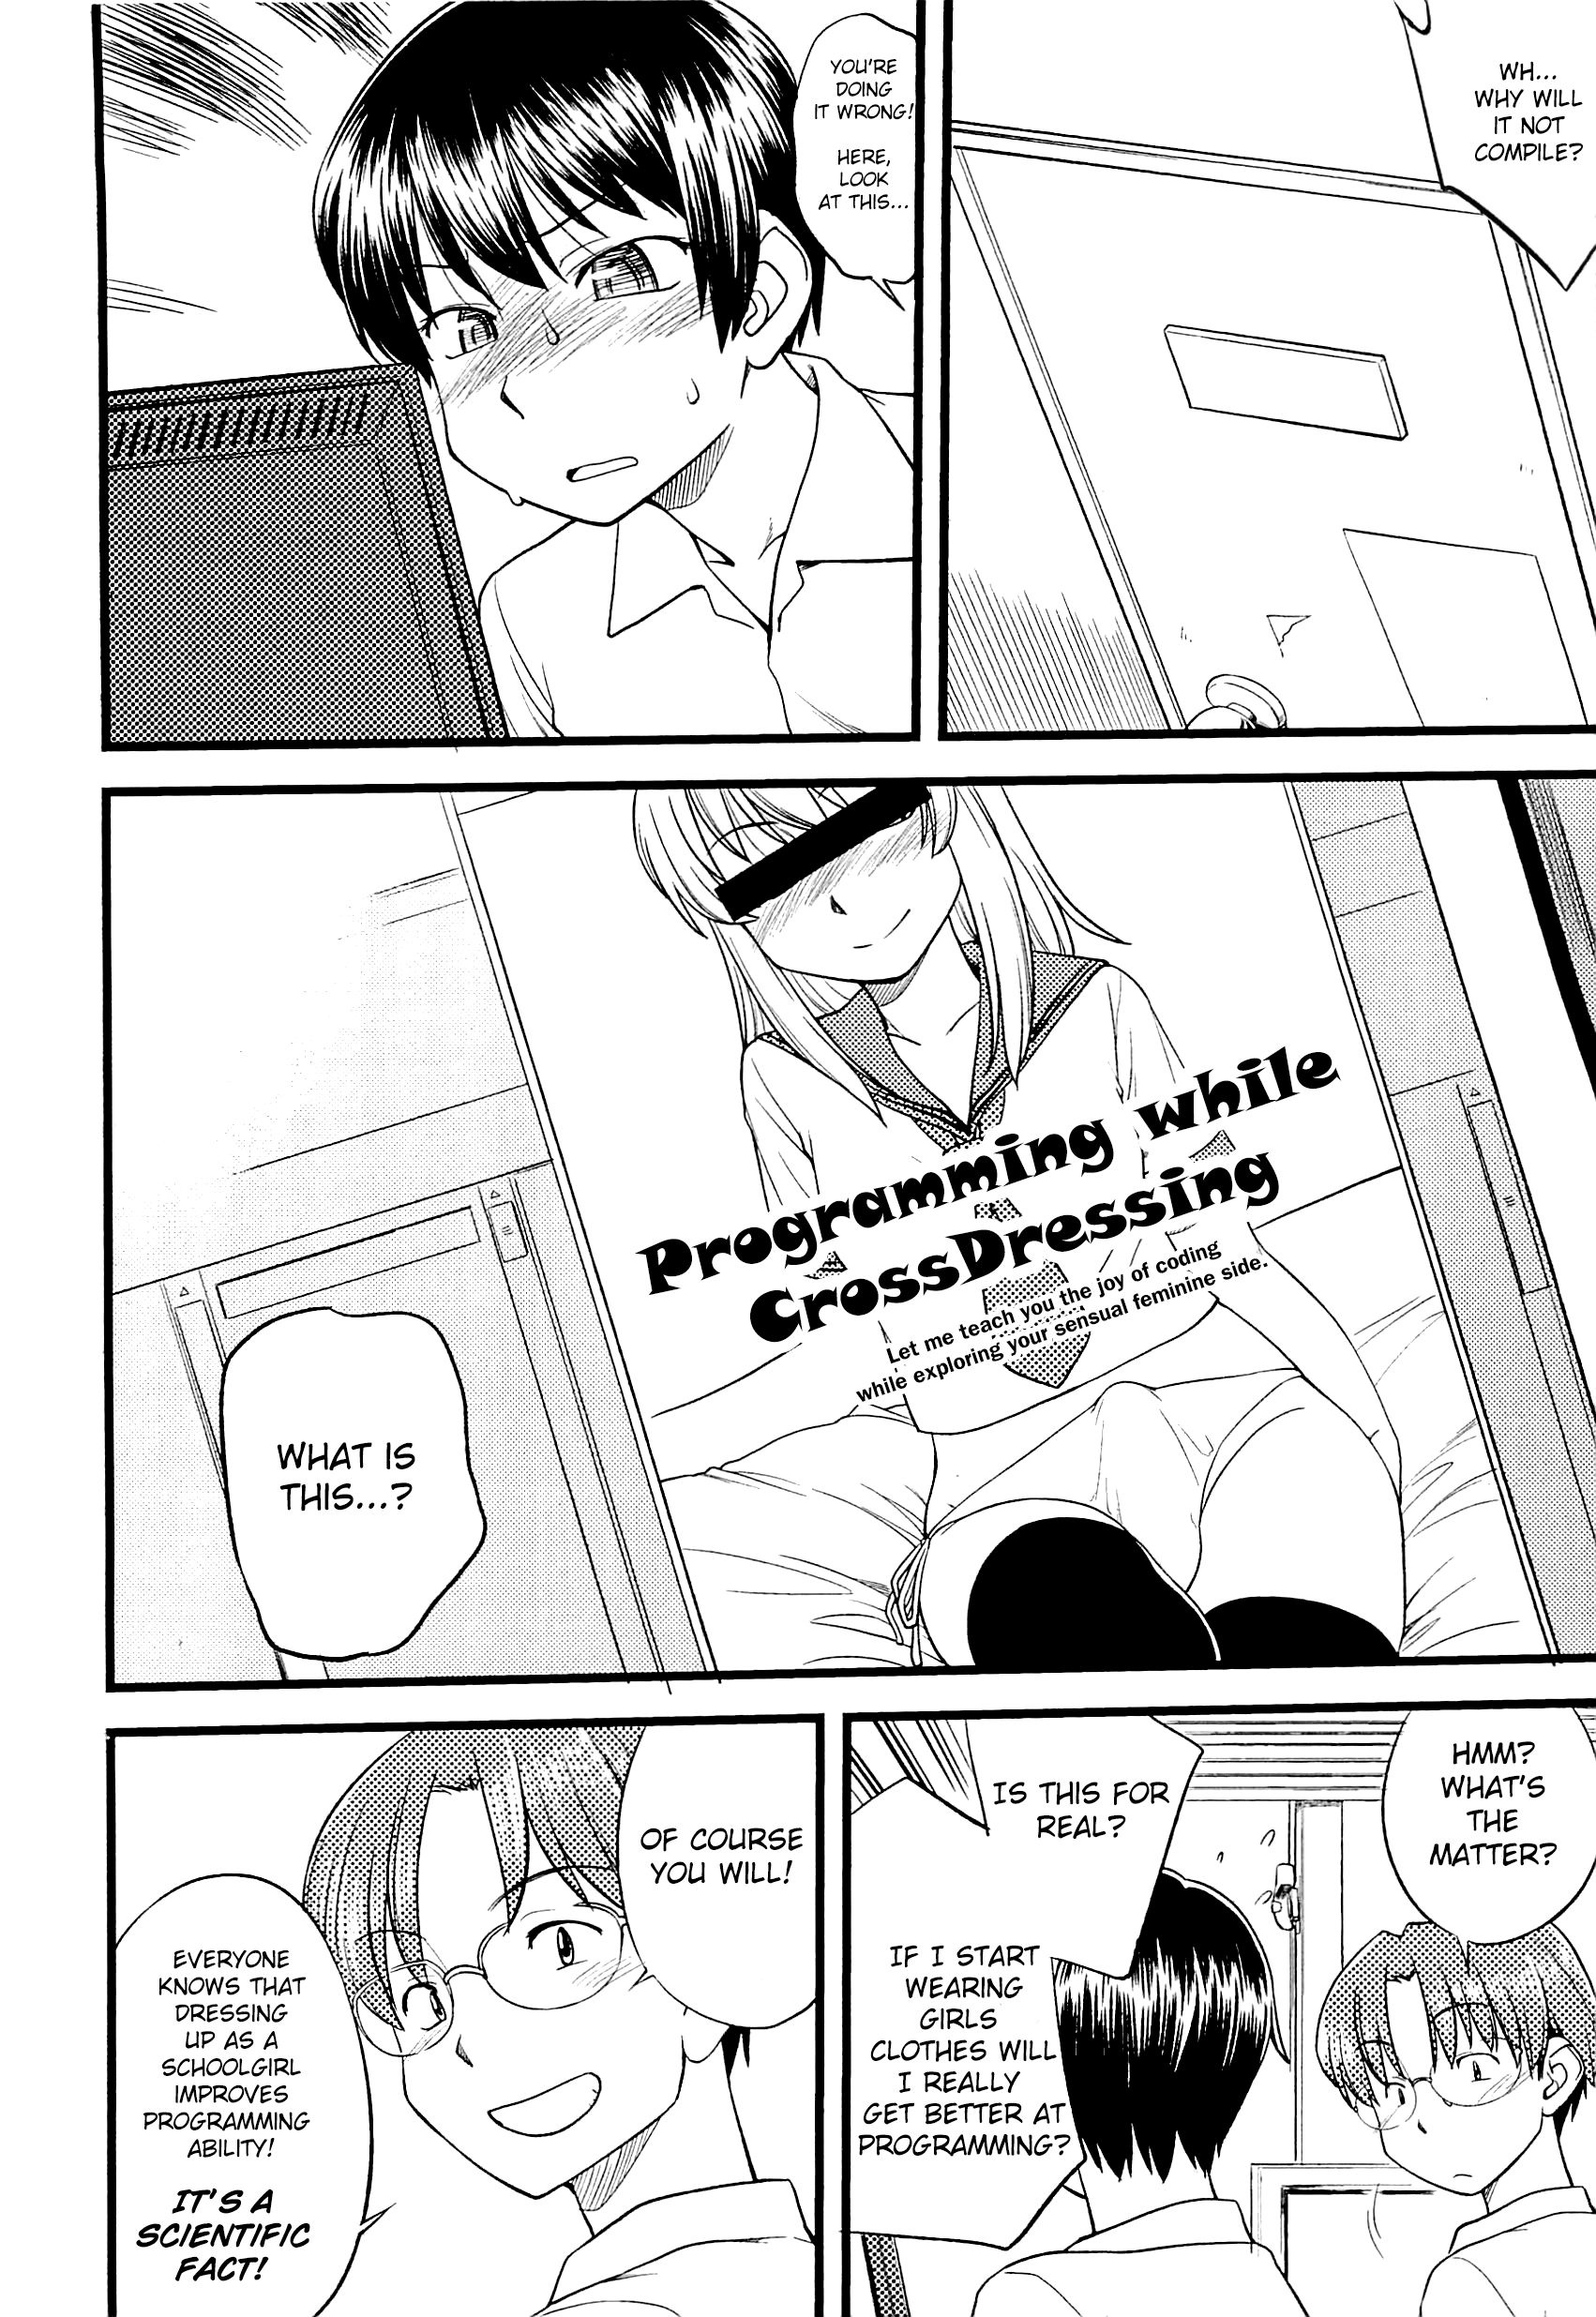 WH...
WHY WILL
IT NOT
COMPILE?
YOU'RE
DOING
IT WRONG!
HERE,
LOOK
AT THIS...
Programming while
CrossDressing
Let me teach you the joy of coding
while exploring your sensual feminine side.
WHAT IS
THIS...?
HMM?
WHAT'S
THE
MATTER?
IS THIS FOR
REAL?
IF I START
WEARING
GIRLS
CLOTHES WILL
I REALLY
GET BETTER AT
PROGRAMMING?
OF COURSE
YOU WILL!
EVERYONE
KNOWS THAT
DRESSING
UP AS A
SCHOOLGIRL
IMPROVES
PROGRAMMING
ABILITY!
IT'S A
SCIENTIFIC
FACT!